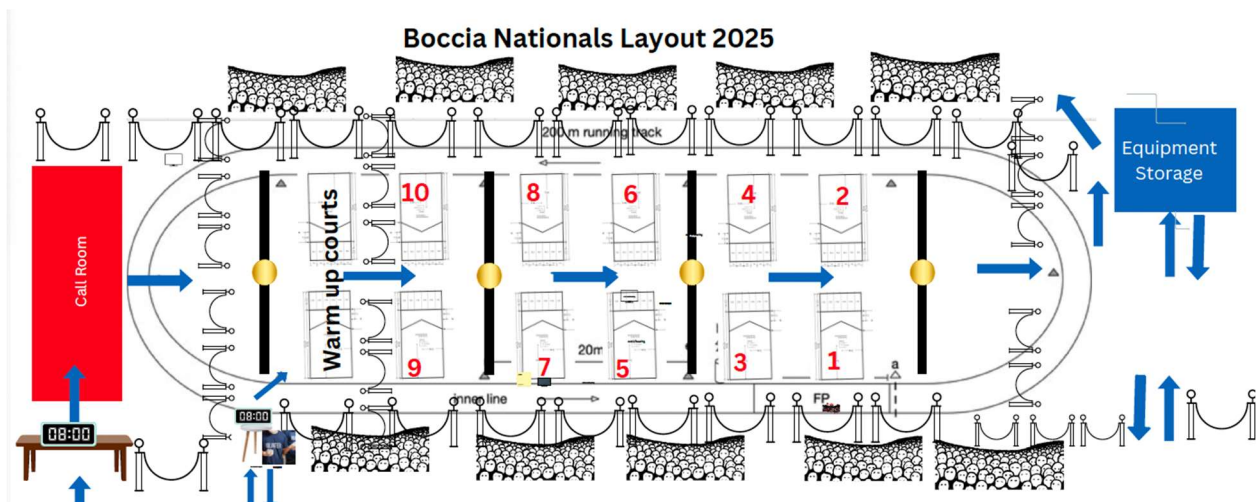 Boccia Nationals Layout 2025
200 m running track
Equipment
Storage
10
8
6
4
2
Call Room
Warm up courts
9
7
5
3
1
20m
a
inner line
FP
08:00
08:00